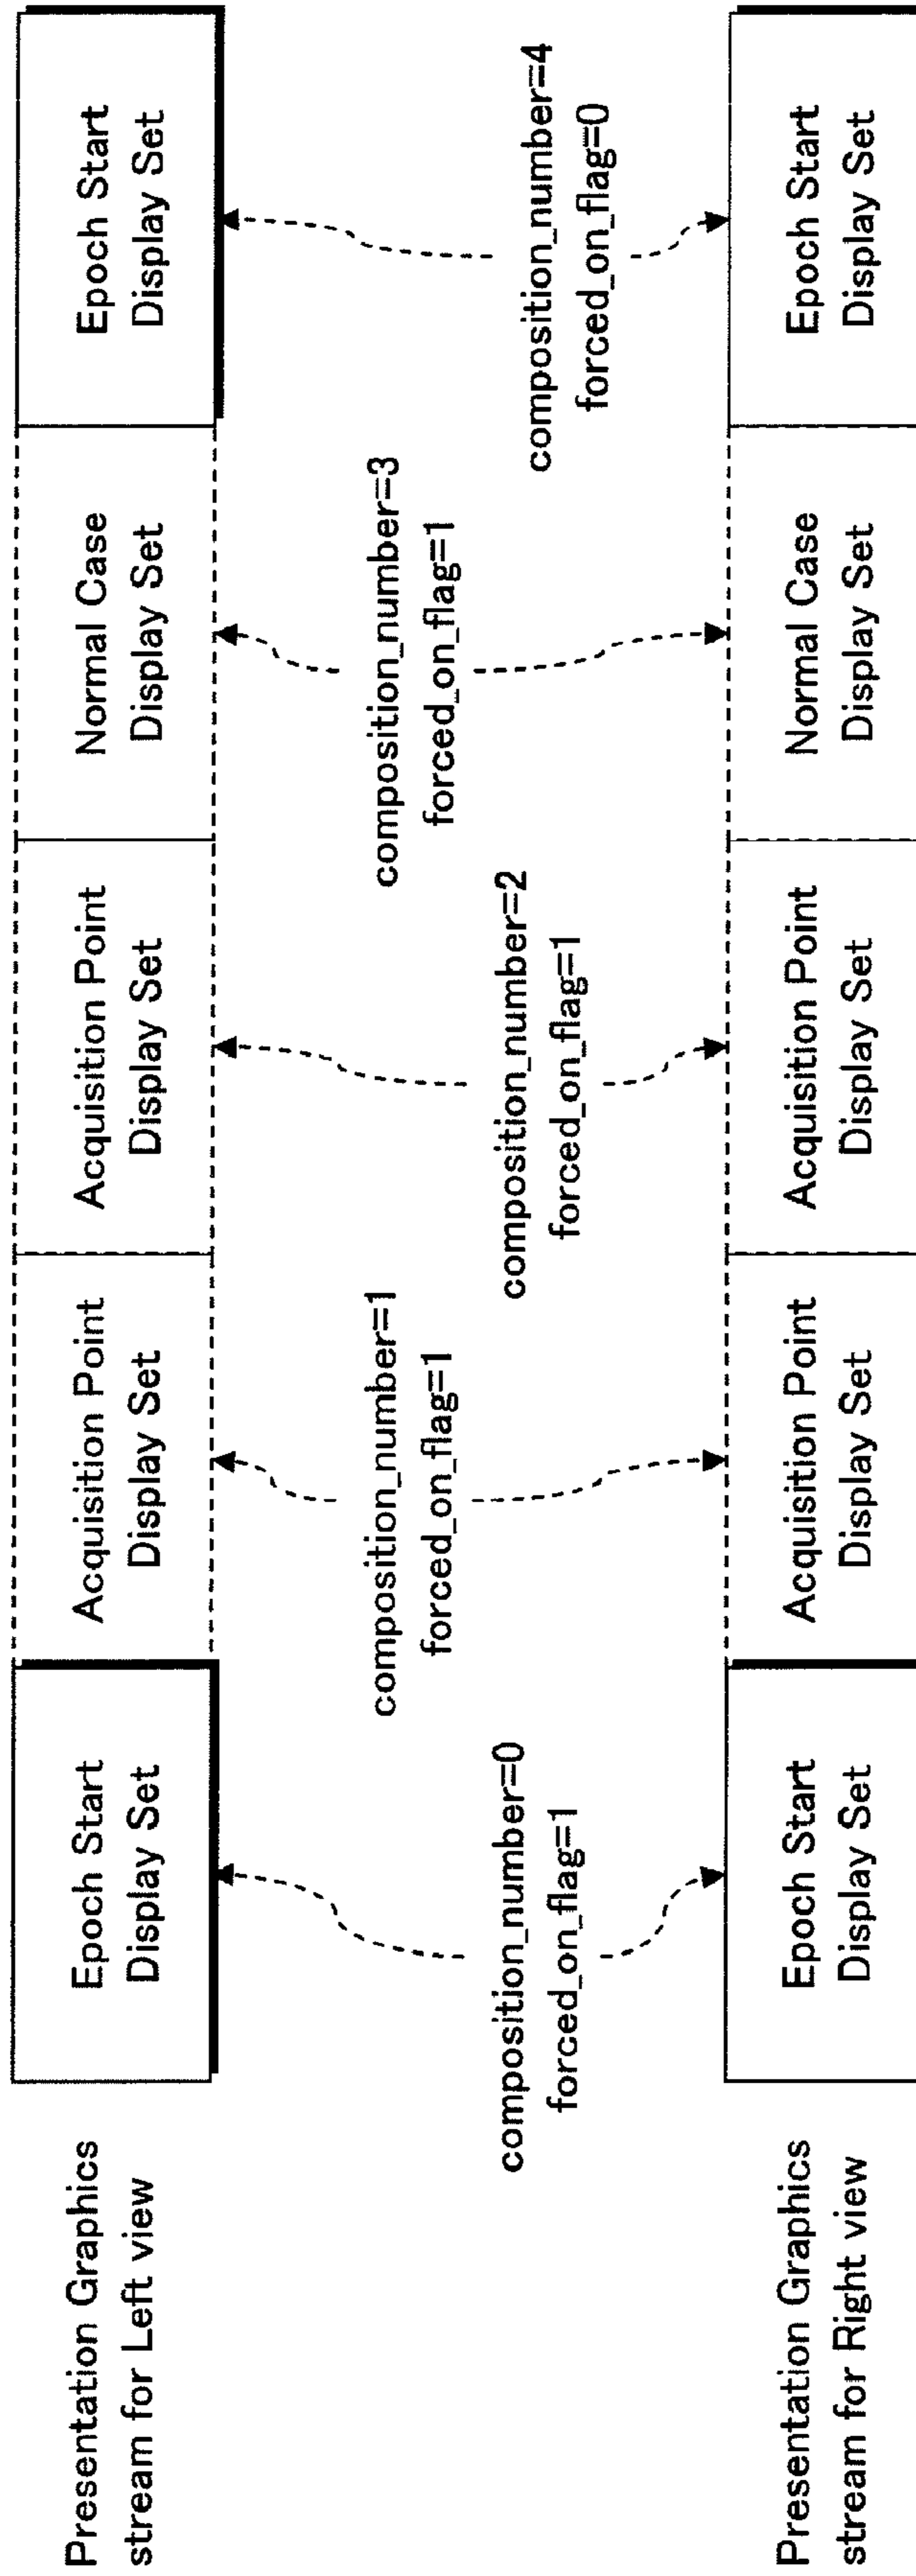 Presentation Graphics
stream for Left view
Epoch Start
Display Set
Acquisition Point
Display Set
Acquisition Point
Display Set
Normal Case
Display Set
Epoch Start
Display Set
composition_number=0
forced_on_flag=1
composition_number=1
forced_on_flag=1
composition_number=2
forced_on_flag=1
composition_number=3
forced_on_flag=1
composition_number=4
forced_on_flag=0
Presentation Graphics
stream for Right view
Epoch Start
Display Set
Acquisition Point
Display Set
Acquisition Point
Display Set
Normal Case
Display Set
Epoch Start
Display Set